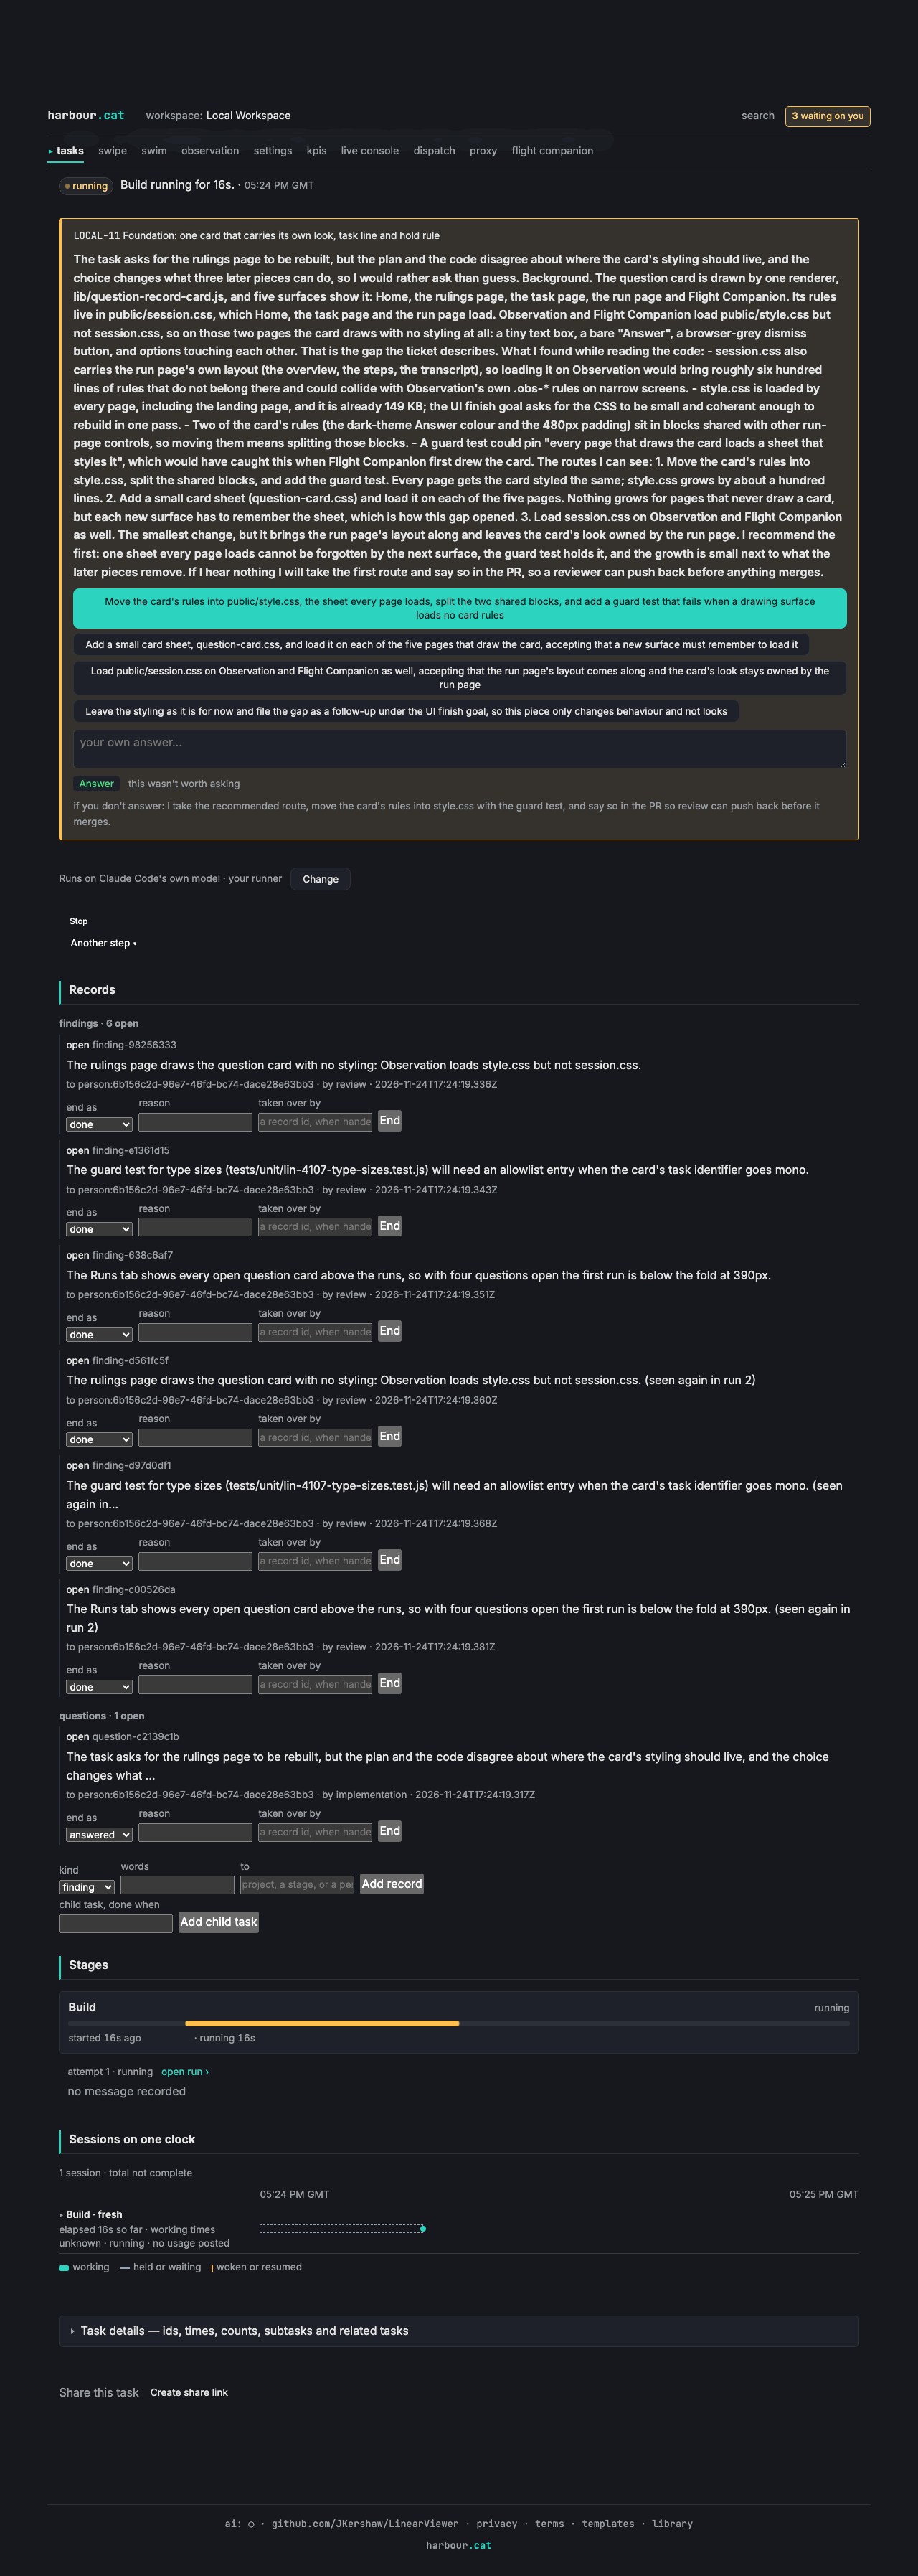 harbour.cat
workspace: Local Workspace
search
3 waiting on you
▸ tasks swipe swim observation settings kpis live console dispatch proxy flight companion
running Build running for 16s. · 05:24 PM GMT
LOCAL-11 Foundation: one card that carries its own look, task line and hold rule
The task asks for the rulings page to be rebuilt, but the plan and the code disagree about where the card's styling should live, and the
choice changes what three later pieces can do, so I would rather ask than guess. Background. The question card is drawn by one renderer,
lib/question-record-card.js, and five surfaces show it: Home, the rulings page, the task page, the run page and Flight Companion. Its rules
live in public/session.css, which Home, the task page and the run page load. Observation and Flight Companion load public/style.css but
not session.css, so on those two pages the card draws with no styling at all: a tiny text box, a bare "Answer", a browser-grey dismiss
button, and options touching each other. That is the gap the ticket describes. What I found while reading the code: - session.css also
carries the run page's own layout (the overview, the steps, the transcript), so loading it on Observation would bring roughly six hundred
lines of rules that do not belong there and could collide with Observation's own .obs-* rules on narrow screens. - style.css is loaded by
every page, including the landing page, and it is already 149 KB; the UI finish goal asks for the CSS to be small and coherent enough to
rebuild in one pass. - Two of the card's rules (the dark-theme Answer colour and the 480px padding) sit in blocks shared with other run-
page controls, so moving them means splitting those blocks. - A guard test could pin "every page that draws the card loads a sheet that
styles it", which would have caught this when Flight Companion first drew the card. The routes I can see: 1. Move the card's rules into
style.css, split the shared blocks, and add the guard test. Every page gets the card styled the same; style.css grows by about a hundred
lines. 2. Add a small card sheet (question-card.css) and load it on each of the five pages. Nothing grows for pages that never draw a card,
but each new surface has to remember the sheet, which is how this gap opened. 3. Load session.css on Observation and Flight Companion
as well. The smallest change, but it brings the run page's layout along and leaves the card's look owned by the run page. I recommend the
first: one sheet every page loads cannot be forgotten by the next surface, the guard test holds it, and the growth is small next to what the
later pieces remove. If I hear nothing I will take the first route and say so in the PR, so a reviewer can push back before anything merges.
Move the card's rules into public/style.css, the sheet every page loads, split the two shared blocks, and add a guard test that fails when a drawing surface
loads no card rules
Add a small card sheet, question-card.css, and load it on each of the five pages that draw the card, accepting that a new surface must remember to load it
Load public/session.css on Observation and Flight Companion as well, accepting that the run page's layout comes along and the card's look stays owned by the
run page
Leave the styling as it is for now and file the gap as a follow-up under the UI finish goal, so this piece only changes behaviour and not looks
your own answer...
Answer this wasn't worth asking
if you don't answer: I take the recommended route, move the card's rules into style.css with the guard test, and say so in the PR so review can push back before it
merges.
Runs on Claude Code's own model · your runner Change
Stop
Another step ▾
Records
findings · 6 open
open finding-98256333
The rulings page draws the question card with no styling: Observation loads style.css but not session.css.
to person:6b156c2d-96e7-46fd-bc74-dace28e63bb3 · by review · 2026-11-24T17:24:19.336Z
end as reason taken over by
done a record id, when hande End
open finding-e1361d15
The guard test for type sizes (tests/unit/lin-4107-type-sizes.test.js) will need an allowlist entry when the card's task identifier goes mono.
to person:6b156c2d-96e7-46fd-bc74-dace28e63bb3 · by review · 2026-11-24T17:24:19.343Z
end as reason taken over by
done a record id, when hande End
open finding-638c6af7
The Runs tab shows every open question card above the runs, so with four questions open the first run is below the fold at 390px.
to person:6b156c2d-96e7-46fd-bc74-dace28e63bb3 · by review · 2026-11-24T17:24:19.351Z
end as reason taken over by
done a record id, when hande End
open finding-d561fc5f
The rulings page draws the question card with no styling: Observation loads style.css but not session.css. (seen again in run 2)
to person:6b156c2d-96e7-46fd-bc74-dace28e63bb3 · by review · 2026-11-24T17:24:19.360Z
end as reason taken over by
done a record id, when hande End
open finding-d97d0df1
The guard test for type sizes (tests/unit/lin-4107-type-sizes.test.js) will need an allowlist entry when the card's task identifier goes mono. (seen
again in...
to person:6b156c2d-96e7-46fd-bc74-dace28e63bb3 · by review · 2026-11-24T17:24:19.368Z
end as reason taken over by
done a record id, when hande End
open finding-c00526da
The Runs tab shows every open question card above the runs, so with four questions open the first run is below the fold at 390px. (seen again in
run 2)
to person:6b156c2d-96e7-46fd-bc74-dace28e63bb3 · by review · 2026-11-24T17:24:19.381Z
end as reason taken over by
done a record id, when hande End
questions · 1 open
open question-c2139c1b
The task asks for the rulings page to be rebuilt, but the plan and the code disagree about where the card's styling should live, and the choice
changes what ...
to person:6b156c2d-96e7-46fd-bc74-dace28e63bb3 · by implementation · 2026-11-24T17:24:19.317Z
end as reason taken over by
answered a record id, when hande End
kind words to
finding project, a stage, or a per Add record
child task, done when
Add child task
Stages
Build running
started 16s ago · running 16s
attempt 1 · running open run ›
no message recorded
Sessions on one clock
1 session · total not complete
05:24 PM GMT 05:25 PM GMT
▸ Build · fresh
elapsed 16s so far · working times
unknown · running · no usage posted
working held or waiting woken or resumed
Task details — ids, times, counts, subtasks and related tasks
Share this task Create share link
ai: ○ · github.com/JKershaw/LinearViewer · privacy · terms · templates · library
harbour.cat